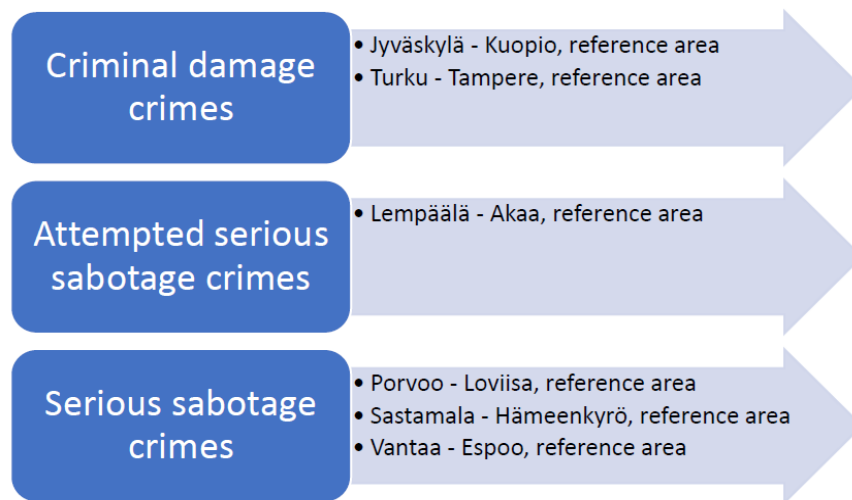 Criminal damage
crimes
• Jyväskylä - Kuopio, reference area
• Turku - Tampere, reference area
Attempted serious
sabotage crimes
• Lempäälä - Akaa, reference area
Serious sabotage
crimes
• Porvoo - Loviisa, reference area
• Sastamala - Hämeenkyrö, reference area
• Vantaa - Espoo, reference area